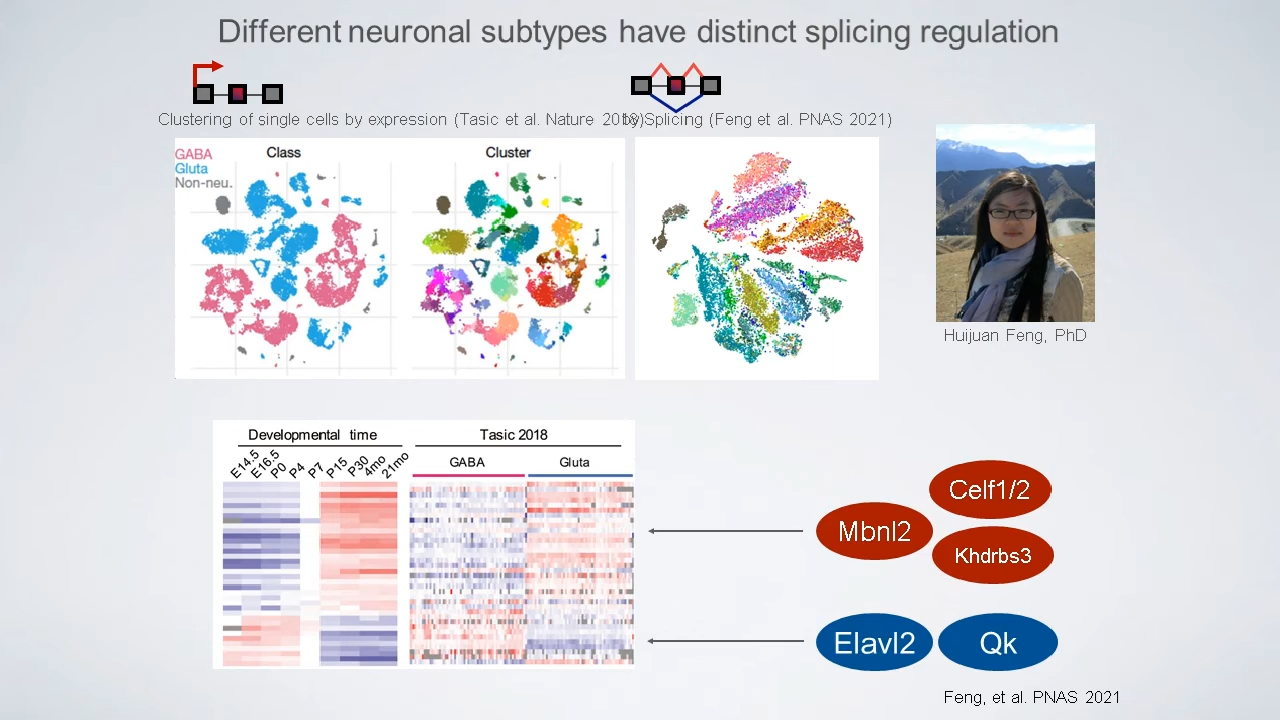 Different neuronal subtypes have distinct splicing regulation
Clustering of single cells by expression (Tasic et al. Nature 2018)
by Splicing (Feng et al. PNAS 2021)
GABA
Gluta
Non-neu.
Class
Cluster
Huijuan Feng, PhD
Developmental time
Tasic 2018
E14.5
E16.5
P0
P4
P7
P15
P30
4mo
21mo
GABA
Gluta
Celf1/2
Mbnl2
Khdrbs3
Elavl2
Qk
Feng, et al. PNAS 2021